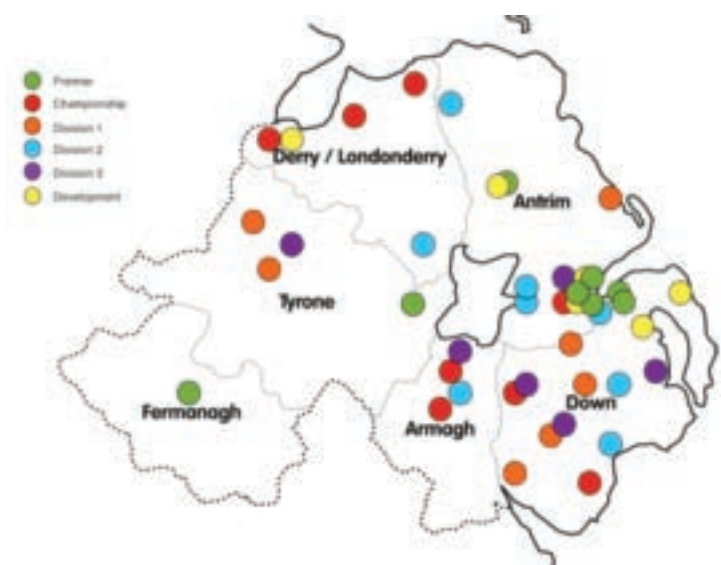 Premier
Championship
Division 1
Division 2
Division 3
Development
Derry / Londonderry
Antrim
Tyrone
Fermanagh
Armagh
Down